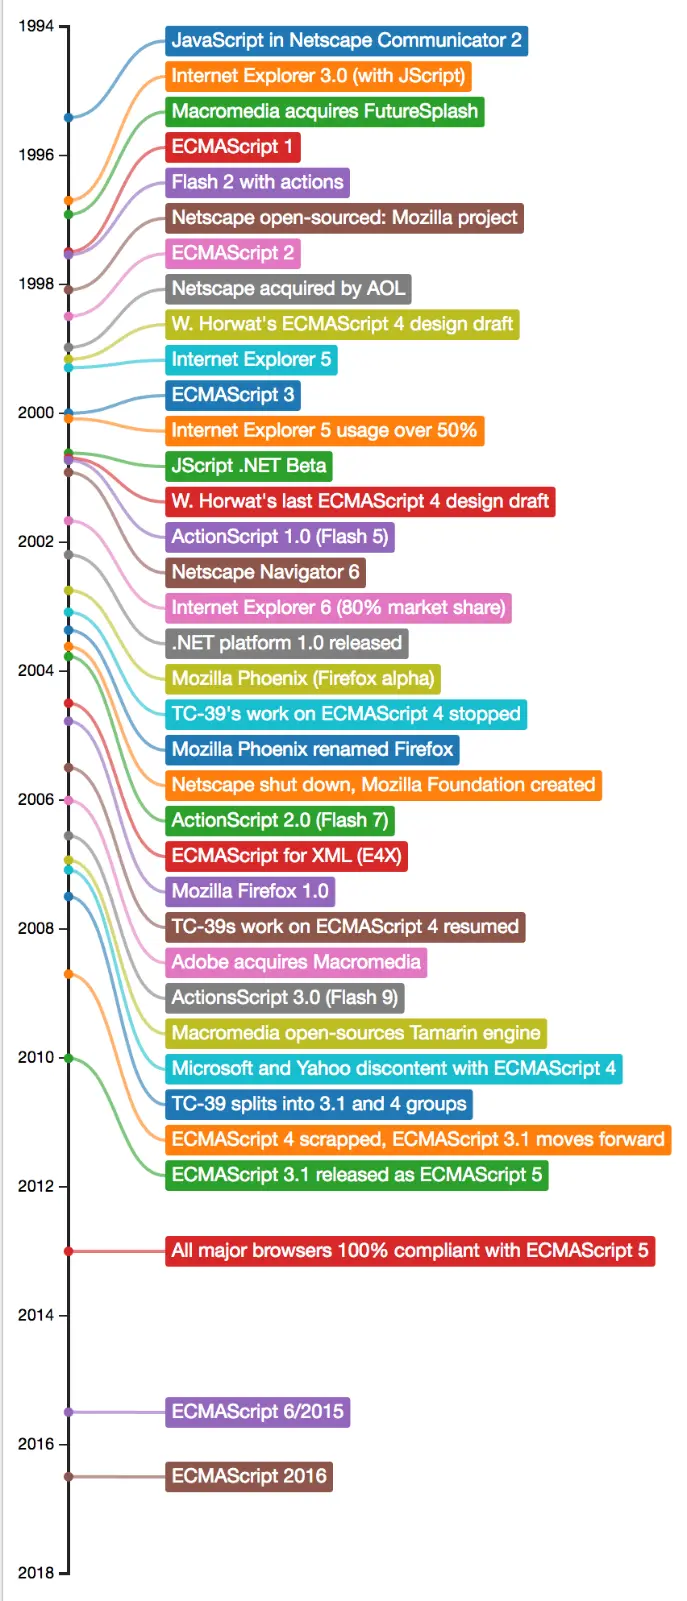 1994
JavaScript in Netscape Communicator 2
Internet Explorer 3.0 (with JScript)
Macromedia acquires FutureSplash
ECMAScript 1
1996
Flash 2 with actions
Netscape open-sourced: Mozilla project
ECMAScript 2
1998
Netscape acquired by AOL
W. Horwat's ECMAScript 4 design draft
Internet Explorer 5
ECMAScript 3
2000
Internet Explorer 5 usage over 50%
JScript .NET Beta
W. Horwat's last ECMAScript 4 design draft
ActionScript 1.0 (Flash 5)
2002
Netscape Navigator 6
Internet Explorer 6 (80% market share)
.NET platform 1.0 released
2004
Mozilla Phoenix (Firefox alpha)
TC-39's work on ECMAScript 4 stopped
Mozilla Phoenix renamed Firefox
Netscape shut down, Mozilla Foundation created
2006
ActionScript 2.0 (Flash 7)
ECMAScript for XML (E4X)
Mozilla Firefox 1.0
TC-39s work on ECMAScript 4 resumed
2008
Adobe acquires Macromedia
ActionsScript 3.0 (Flash 9)
Macromedia open-sources Tamarin engine
2010
Microsoft and Yahoo discontent with ECMAScript 4
TC-39 splits into 3.1 and 4 groups
ECMAScript 4 scrapped, ECMAScript 3.1 moves forward
ECMAScript 3.1 released as ECMAScript 5
2012
All major browsers 100% compliant with ECMAScript 5
2014
ECMAScript 6/2015
2016
ECMAScript 2016
2018